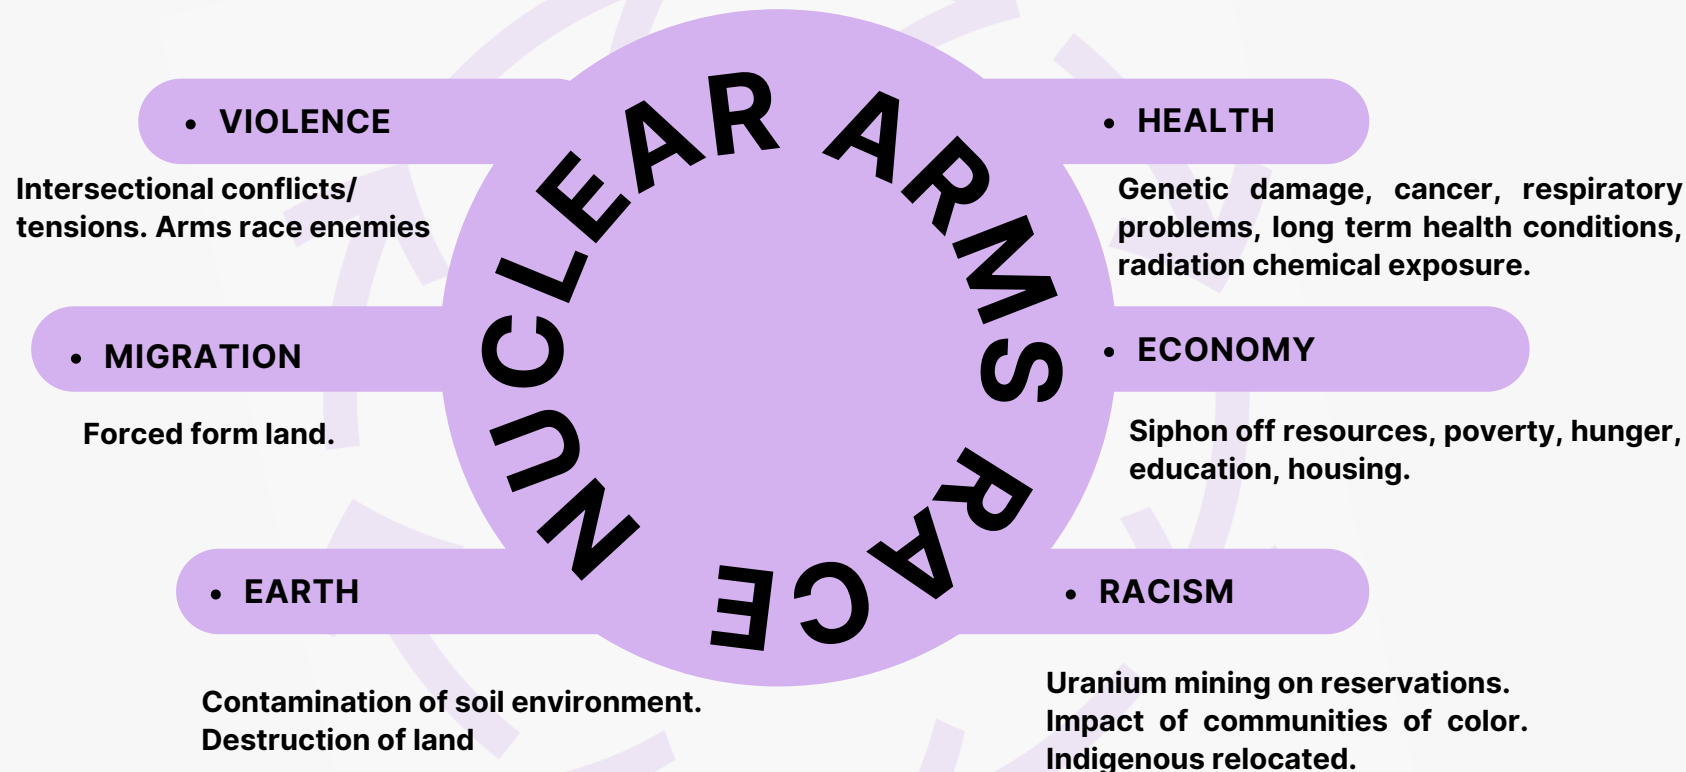 NUCLEAR ARMS RACE
VIOLENCE
Intersectional conflicts/
tensions. Arms race enemies
MIGRATION
Forced form land.
EARTH
Contamination of soil environment.
Destruction of land
HEALTH
Genetic damage, cancer, respiratory
problems, long term health conditions,
radiation chemical exposure.
ECONOMY
Siphon off resources, poverty, hunger,
education, housing.
RACISM
Uranium mining on reservations.
Impact of communities of color.
Indigenous relocated.